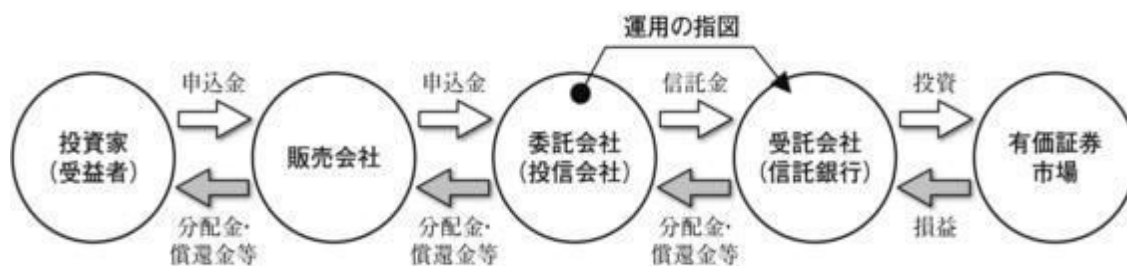 運用の指図
申込金
申込金
信託金
投資
投資家
(受益者)
販売会社
委託会社
(投信会社)
受託会社
(信託銀行)
有価証券
市場
分配金・
償還金等
分配金・
償還金等
分配金・
償還金等
損益